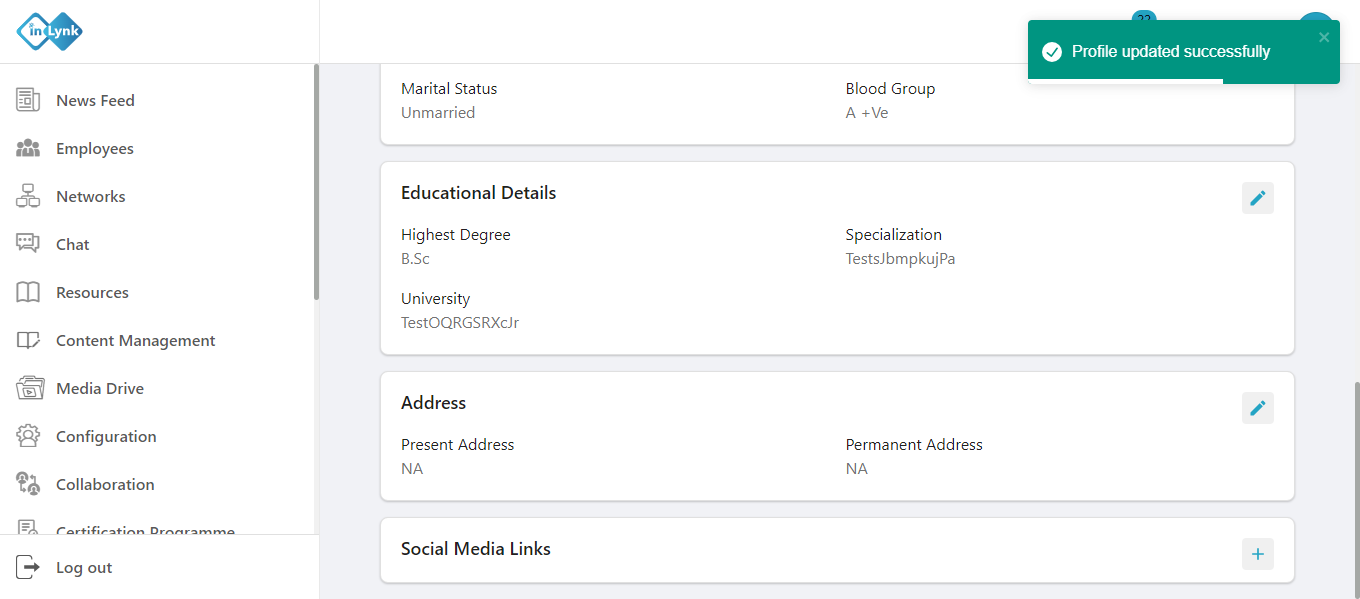 inLynk
22
Profile updated successfully
News Feed
Employees
Networks
Chat
Resources
Content Management
Media Drive
Configuration
Collaboration
Certification Programme
Log out
Marital Status
Unmarried
Blood Group
A +Ve
Educational Details
Highest Degree
B.Sc
Specialization
TestsJbmpkujPa
University
TestOQRGSRXcJr
Address
Present Address
NA
Permanent Address
NA
Social Media Links